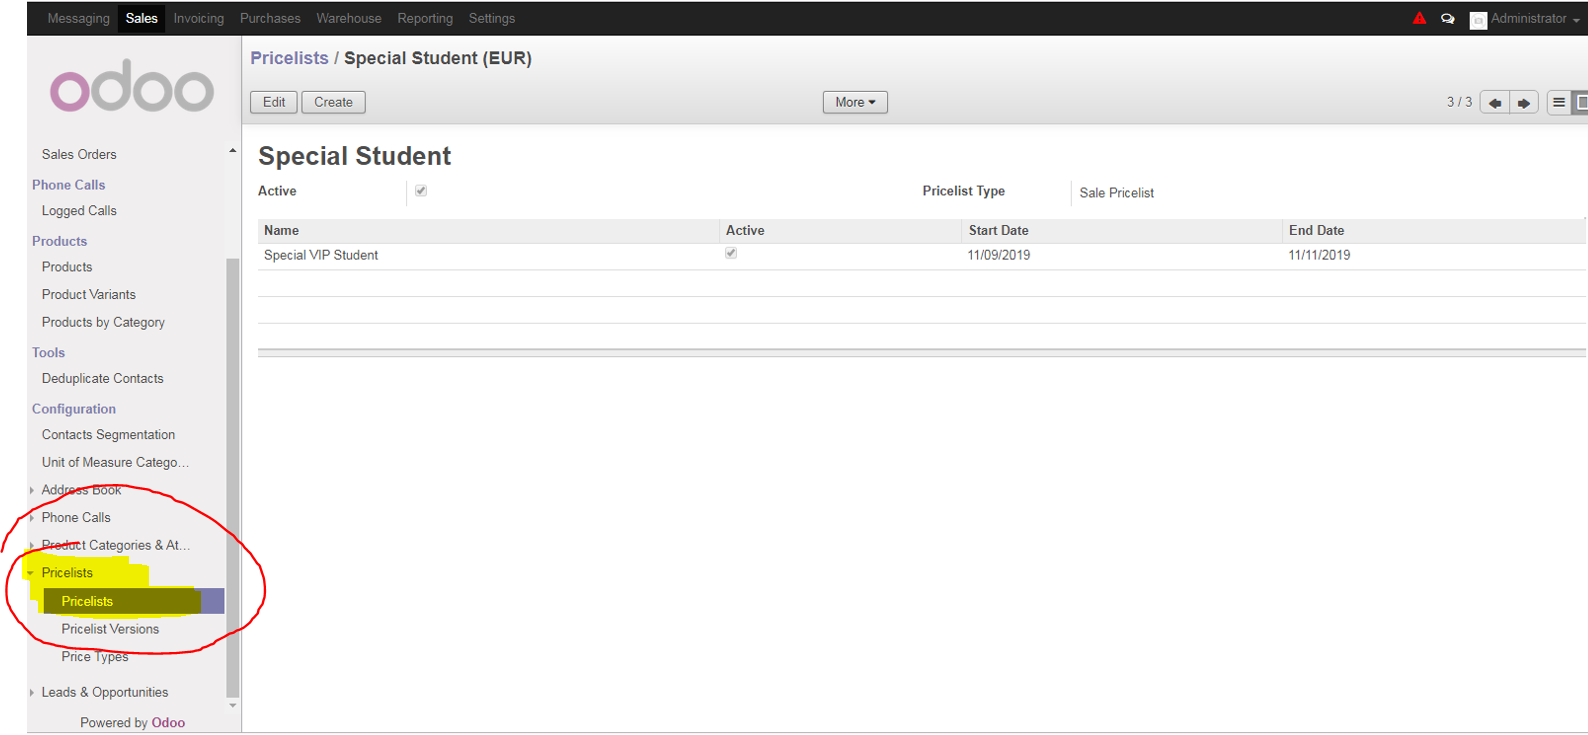 Messaging Sales Invoicing Purchases Warehouse Reporting Settings Administrator
odoo
Pricelists / Special Student (EUR)
Edit Create More 3 / 3
Sales Orders
Phone Calls
Logged Calls
Products
Products
Product Variants
Products by Category
Tools
Deduplicate Contacts
Configuration
Contacts Segmentation
Unit of Measure Catego...
Address Book
Phone Calls
Product Categories & At...
Pricelists
Pricelists
Pricelist Versions
Price Types
Leads & Opportunities
Powered by Odoo
Special Student
Active Pricelist Type Sale Pricelist
Name Active Start Date End Date
Special VIP Student 11/09/2019 11/11/2019